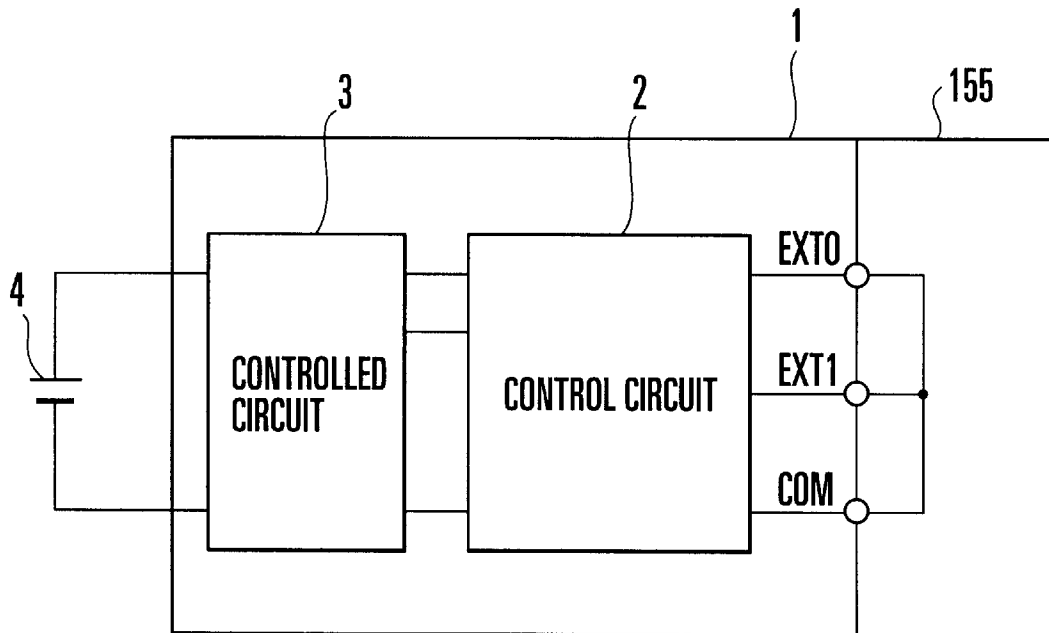 1
155
3
2
EXT0
4
EXT1
CONTROLLED
CIRCUIT
CONTROL CIRCUIT
COM